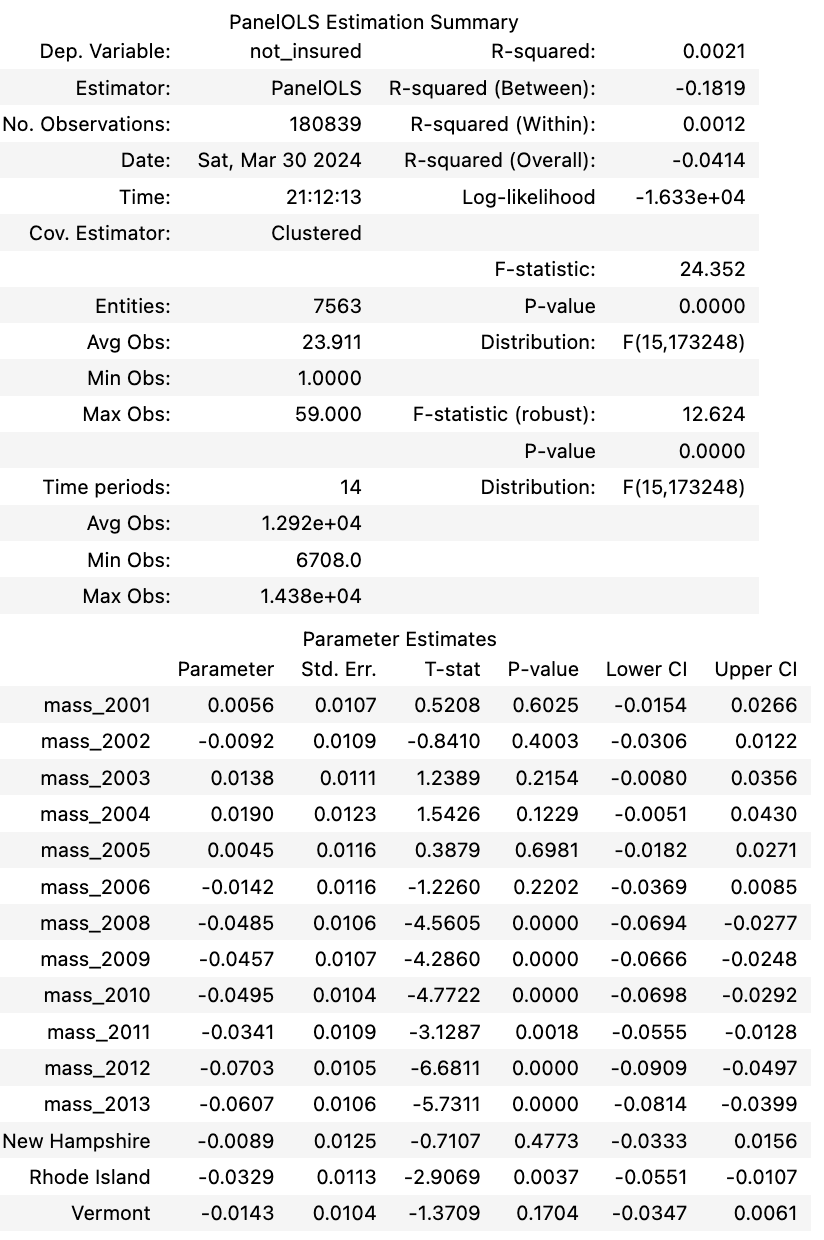 PanelOLS Estimation Summary
Dep. Variable: not_insured R-squared: 0.0021
Estimator: PanelOLS R-squared (Between): -0.1819
No. Observations: 180839 R-squared (Within): 0.0012
Date: Sat, Mar 30 2024 R-squared (Overall): -0.0414
Time: 21:12:13 Log-likelihood -1.633e+04
Cov. Estimator: Clustered
F-statistic: 24.352
Entities: 7563 P-value 0.0000
Avg Obs: 23.911 Distribution: F(15,173248)
Min Obs: 1.0000
Max Obs: 59.000 F-statistic (robust): 12.624
P-value 0.0000
Time periods: 14 Distribution: F(15,173248)
Avg Obs: 1.292e+04
Min Obs: 6708.0
Max Obs: 1.438e+04
Parameter Estimates
Parameter Std. Err. T-stat P-value Lower CI Upper CI
mass_2001 0.0056 0.0107 0.5208 0.6025 -0.0154 0.0266
mass_2002 -0.0092 0.0109 -0.8410 0.4003 -0.0306 0.0122
mass_2003 0.0138 0.0111 1.2389 0.2154 -0.0080 0.0356
mass_2004 0.0190 0.0123 1.5426 0.1229 -0.0051 0.0430
mass_2005 0.0045 0.0116 0.3879 0.6981 -0.0182 0.0271
mass_2006 -0.0142 0.0116 -1.2260 0.2202 -0.0369 0.0085
mass_2008 -0.0485 0.0106 -4.5605 0.0000 -0.0694 -0.0277
mass_2009 -0.0457 0.0107 -4.2860 0.0000 -0.0666 -0.0248
mass_2010 -0.0495 0.0104 -4.7722 0.0000 -0.0698 -0.0292
mass_2011 -0.0341 0.0109 -3.1287 0.0018 -0.0555 -0.0128
mass_2012 -0.0703 0.0105 -6.6811 0.0000 -0.0909 -0.0497
mass_2013 -0.0607 0.0106 -5.7311 0.0000 -0.0814 -0.0399
New Hampshire -0.0089 0.0125 -0.7107 0.4773 -0.0333 0.0156
Rhode Island -0.0329 0.0113 -2.9069 0.0037 -0.0551 -0.0107
Vermont -0.0143 0.0104 -1.3709 0.1704 -0.0347 0.0061